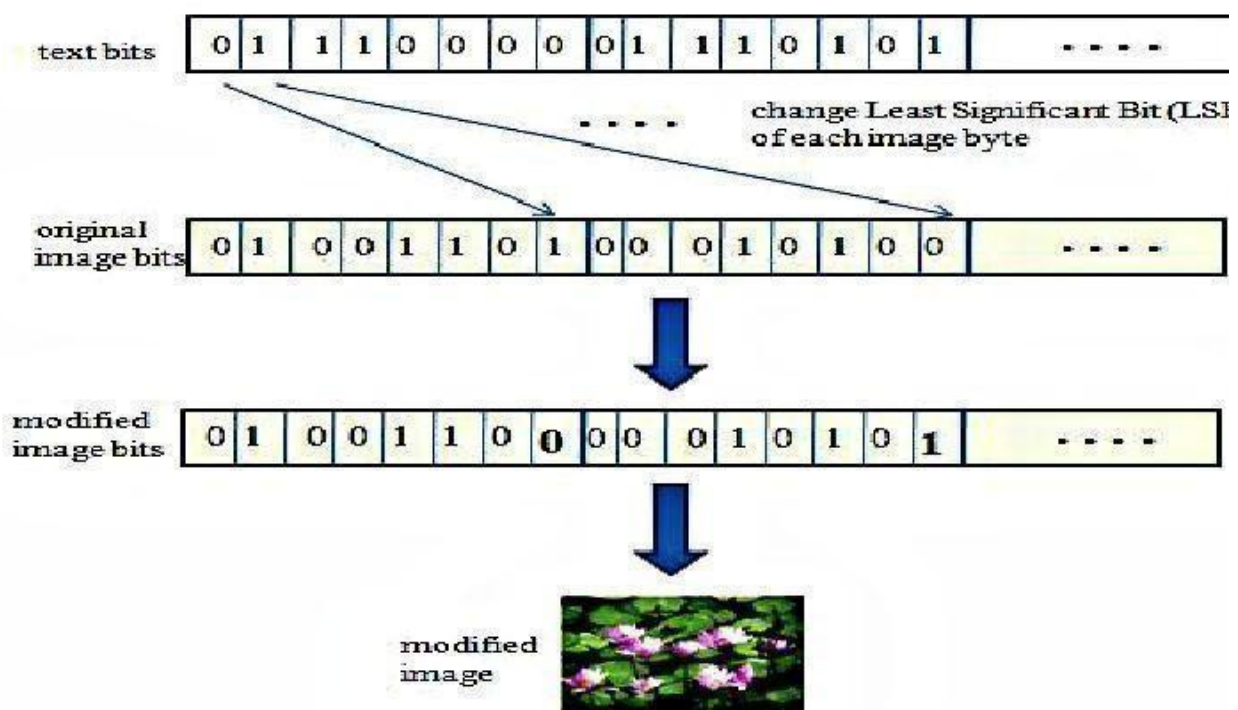 text bits 0 1 1 1 0 0 0 0 0 1 1 1 0 1 0 1 - - - -
- - - - change Least Significant Bit (LSB
of each image byte
original
image bits 0 1 0 0 1 1 0 1 0 0 0 1 0 1 0 0 - - - -
modified
image bits 0 1 0 0 1 1 0 0 0 0 0 1 0 1 0 1 - - - -
modified
image